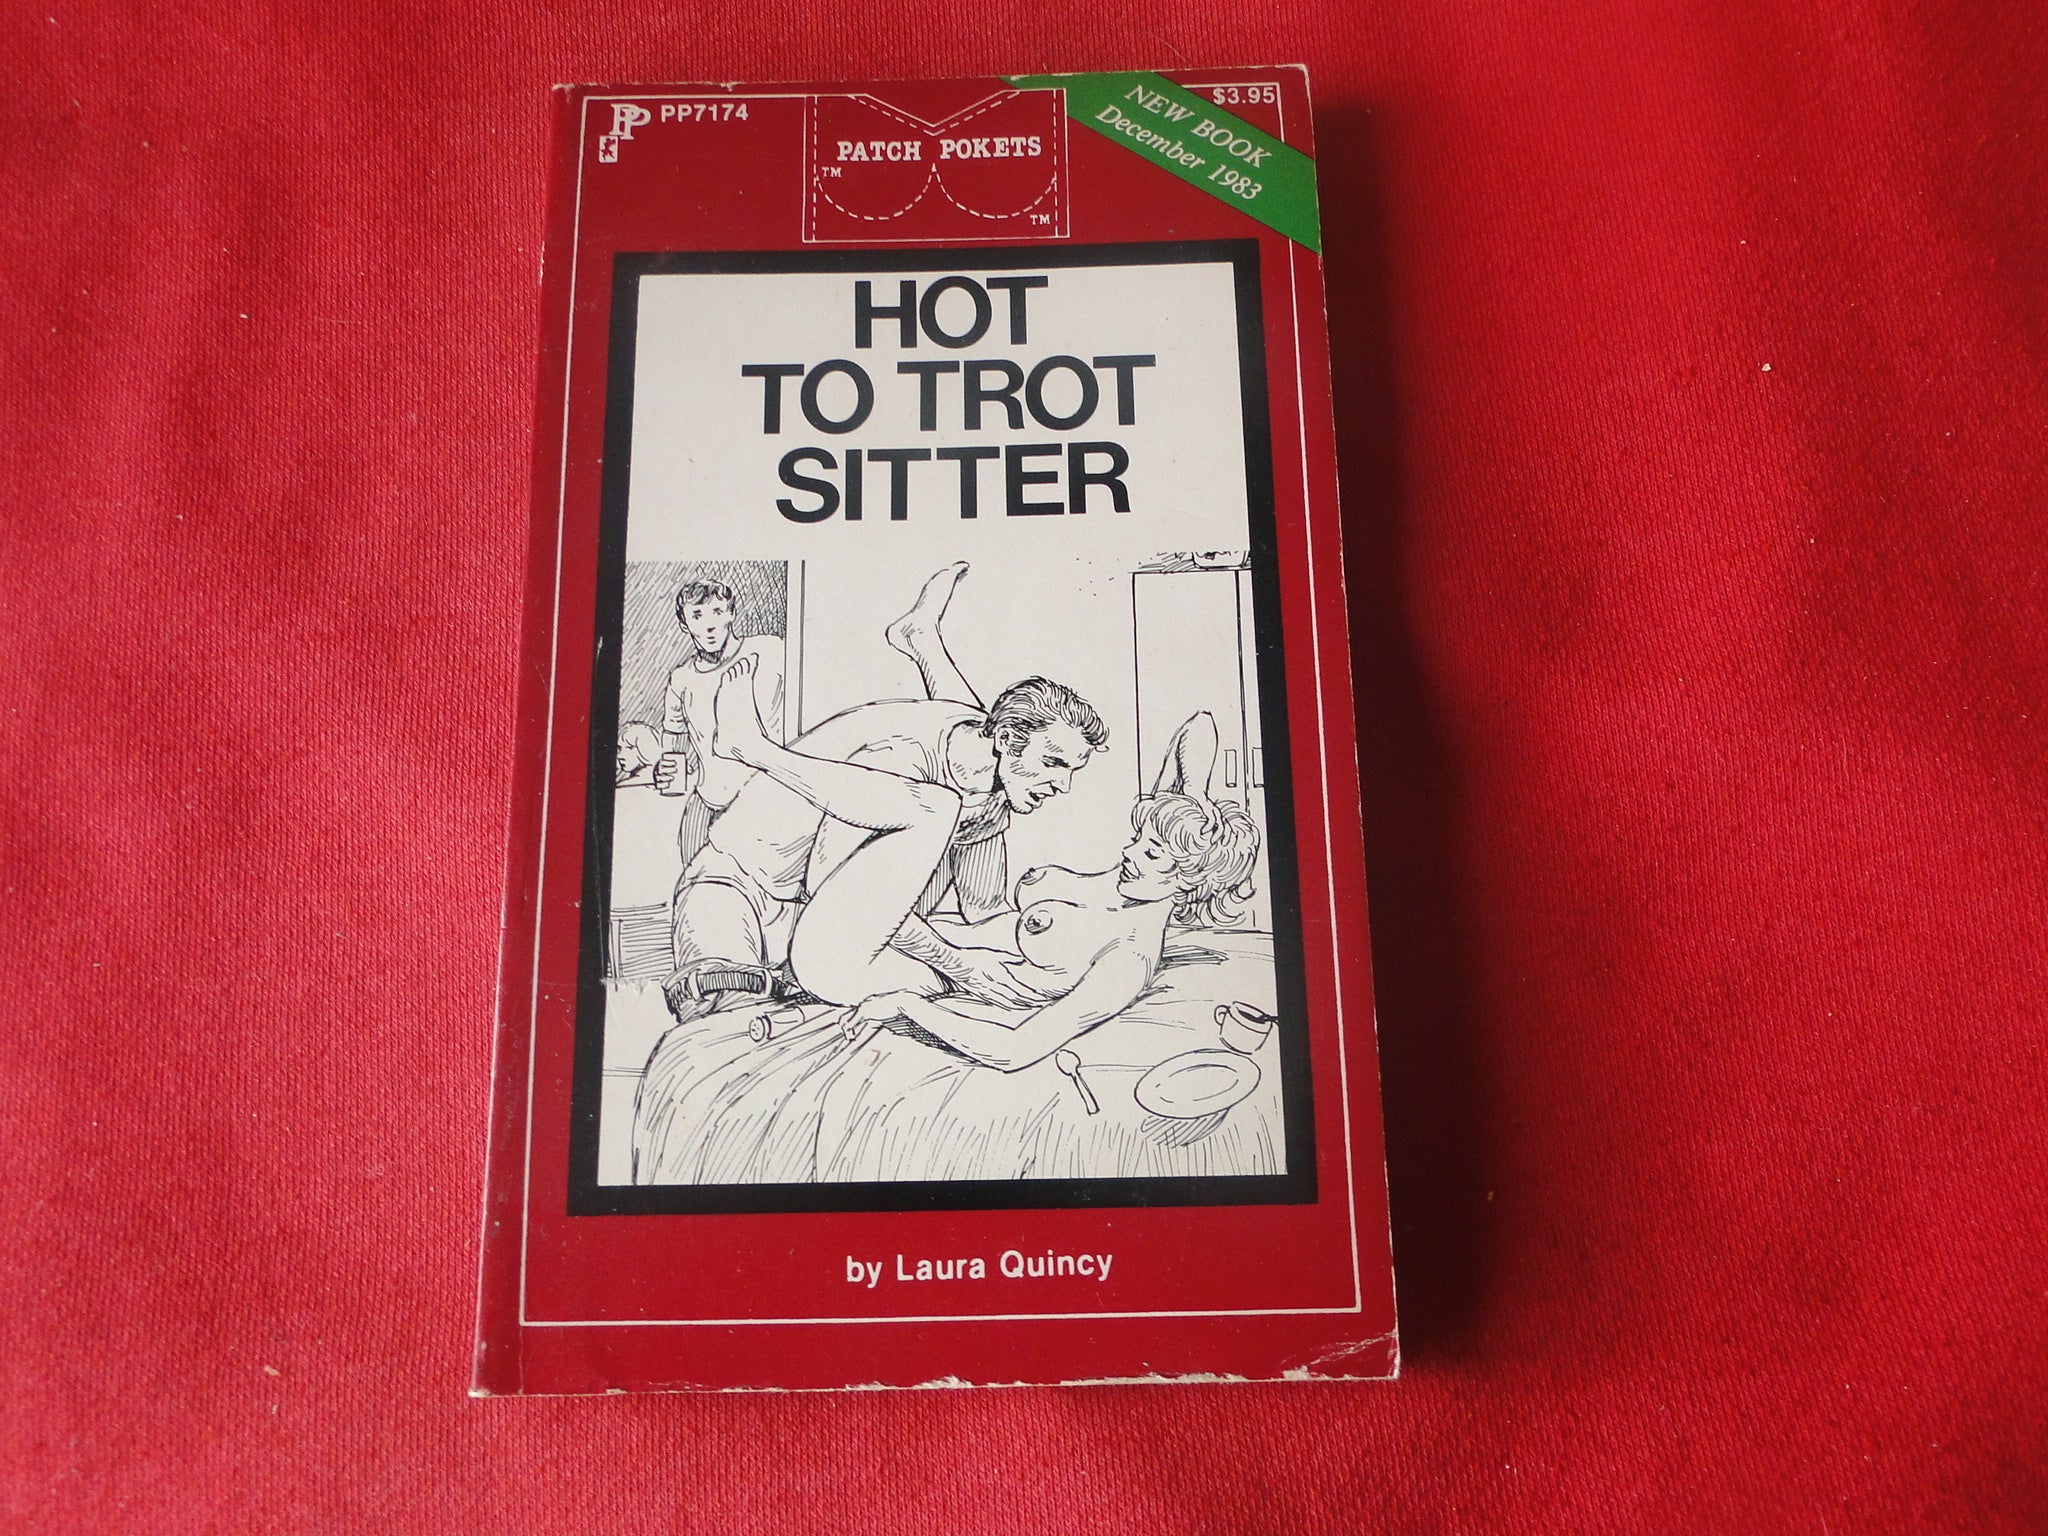 PP PP7174
$3.95
NEW BOOK
December 1983
PATCH POKETS
TM
TM
HOT
TO TROT
SITTER
by Laura Quincy